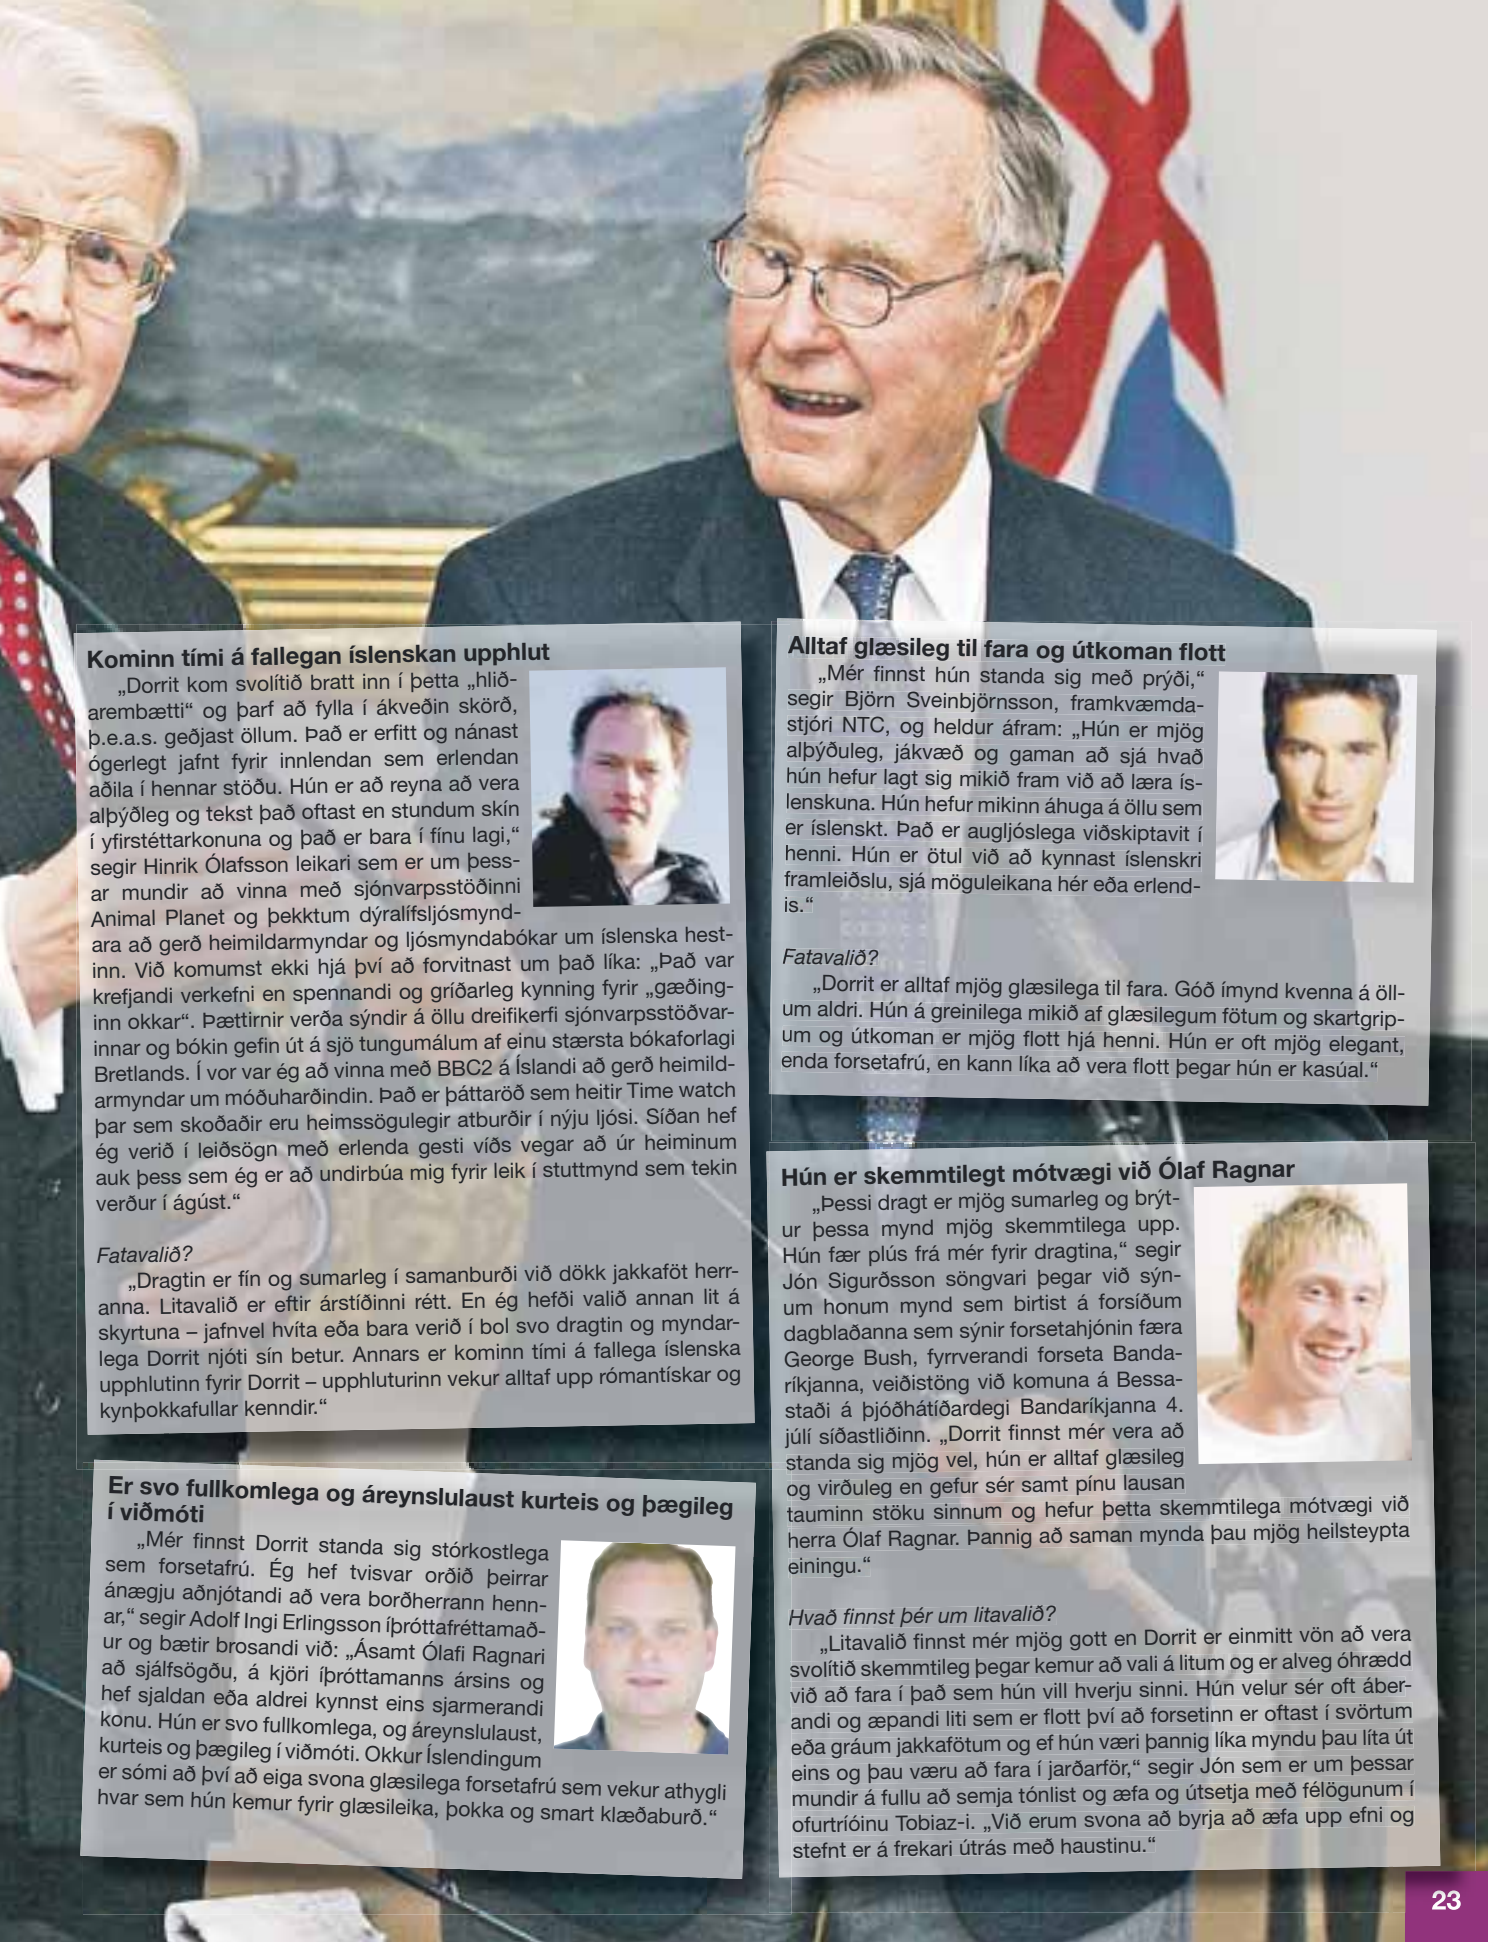 Kominn tími á fallegan íslenskan upphlut
„Dorrit kom svolítið bratt inn í þetta „hlið-
arembætti“ og þarf að fylla í ákveðin skörð,
þ.e.a.s. geðjast öllum. Það er erfitt og nánast
ógerlegt jafnt fyrir innlendan sem erlendan
aðila í hennar stöðu. Hún er að reyna að vera
alþýðleg og tekst það oftast en stundum skín
í yfirstéttarkonuna og það er bara í fínu lagi,“
segir Hinrik Ólafsson leikari sem er um þess-
ar mundir að vinna með sjónvarpsstöðinni
Animal Planet og þekktum dýralífsljósmynd-
ara að gerð heimildarmyndar og ljósmyndabókar um íslenska hest-
inn. Við komumst ekki hjá því að forvitnast um það líka: „Það var
krefjandi verkefni en spennandi og gríðarleg kynning fyrir „gæðing-
inn okkar“. Þættirnir verða sýndir á öllu dreifikerfi sjónvarpsstöðvar-
innar og bókin gefin út á sjö tungumálum af einu stærsta bókaforlagi
Bretlands. Í vor var ég að vinna með BBC2 á Íslandi að gerð heimild-
armyndar um móðuharðindin. Það er þáttaröð sem heitir Time watch
þar sem skoðaðir eru heimssögulegir atburðir í nýju ljósi. Síðan hef
ég verið í leiðsögn með erlenda gesti víðs vegar að úr heiminum
auk þess sem ég er að undirbúa mig fyrir leik í stuttmynd sem tekin
verður í ágúst.“
Fatavalið?
„Dragtin er fín og sumarleg í samanburði við dökk jakkaföt herr-
anna. Litavalið er eftir árstíðinni rétt. En ég hefði valið annan lit á
skyrtuna – jafnvel hvíta eða bara verið í bol svo dragtin og myndar-
lega Dorrit njóti sín betur. Annars er kominn tími á fallega íslenska
upphlutinn fyrir Dorrit – upphluturinn vekur alltaf upp rómantískar og
kynþokkafullar kenndir.“
Er svo fullkomlega og áreynslulaust kurteis og þægileg
í viðmóti
„Mér finnst Dorrit standa sig stórkostlega
sem forsetafrú. Ég hef tvisvar orðið þeirrar
ánægju aðnjótandi að vera borðherrann henn-
ar,“ segir Adolf Ingi Erlingsson íþróttafréttamað-
ur og bætir brosandi við: „Ásamt Ólafi Ragnari
að sjálfsögðu, á kjöri íþróttamanns ársins og
hef sjaldan eða aldrei kynnst eins sjarmerandi
konu. Hún er svo fullkomlega, og áreynslulaust,
kurteis og þægileg í viðmóti. Okkur Íslendingum
er sómi að því að eiga svona glæsilega forsetafrú sem vekur athygli
hvar sem hún kemur fyrir glæsileika, þokka og smart klæðaburð.“
Alltaf glæsileg til fara og útkoman flott
„Mér finnst hún standa sig með prýði,“
segir Björn Sveinbjörnsson, framkvæmda-
stjóri NTC, og heldur áfram: „Hún er mjög
alþýðuleg, jákvæð og gaman að sjá hvað
hún hefur lagt sig mikið fram við að læra ís-
lenskuna. Hún hefur mikinn áhuga á öllu sem
er íslenskt. Það er augljóslega viðskiptavit í
henni. Hún er ötul við að kynnast íslenskri
framleiðslu, sjá möguleikana hér eða erlend-
is.“
Fatavalið?
„Dorrit er alltaf mjög glæsilega til fara. Góð ímynd kvenna á öll-
um aldri. Hún á greinilega mikið af glæsilegum fötum og skartgrip-
um og útkoman er mjög flott hjá henni. Hún er oft mjög elegant,
enda forsetafrú, en kann líka að vera flott þegar hún er kasúal.“
Hún er skemmtilegt mótvægi við Ólaf Ragnar
„Þessi dragt er mjög sumarleg og brýt-
ur þessa mynd mjög skemmtilega upp.
Hún fær plús frá mér fyrir dragtina,“ segir
Jón Sigurðsson söngvari þegar við sýn-
um honum mynd sem birtist á forsíðum
dagblaðanna sem sýnir forsetahjónin færa
George Bush, fyrrverandi forseta Banda-
ríkjanna, veiðistöng við komuna á Bessa-
staði á þjóðhátíðardegi Bandaríkjanna 4.
júlí síðastliðinn. „Dorrit finnst mér vera að
standa sig mjög vel, hún er alltaf glæsileg
og virðuleg en gefur sér samt pínu lausan
tauminn stöku sinnum og hefur þetta skemmtilega mótvægi við
herra Ólaf Ragnar. Þannig að saman mynda þau mjög heilsteypta
einingu.“
Hvað finnst þér um litavalið?
„Litavalið finnst mér mjög gott en Dorrit er einmitt vön að vera
svolítið skemmtileg þegar kemur að vali á litum og er alveg óhrædd
við að fara í það sem hún vill hverju sinni. Hún velur sér oft áber-
andi og æpandi liti sem er flott því að forsetinn er oftast í svörtum
eða gráum jakkafötum og ef hún væri þannig líka myndu þau líta út
eins og þau væru að fara í jarðarför,“ segir Jón sem er um þessar
mundir á fullu að semja tónlist og æfa og útsetja með félögunum í
ofurtríóinu Tobiaz-i. „Við erum svona að byrja að æfa upp efni og
stefnt er á frekari útrás með haustinu.“
23